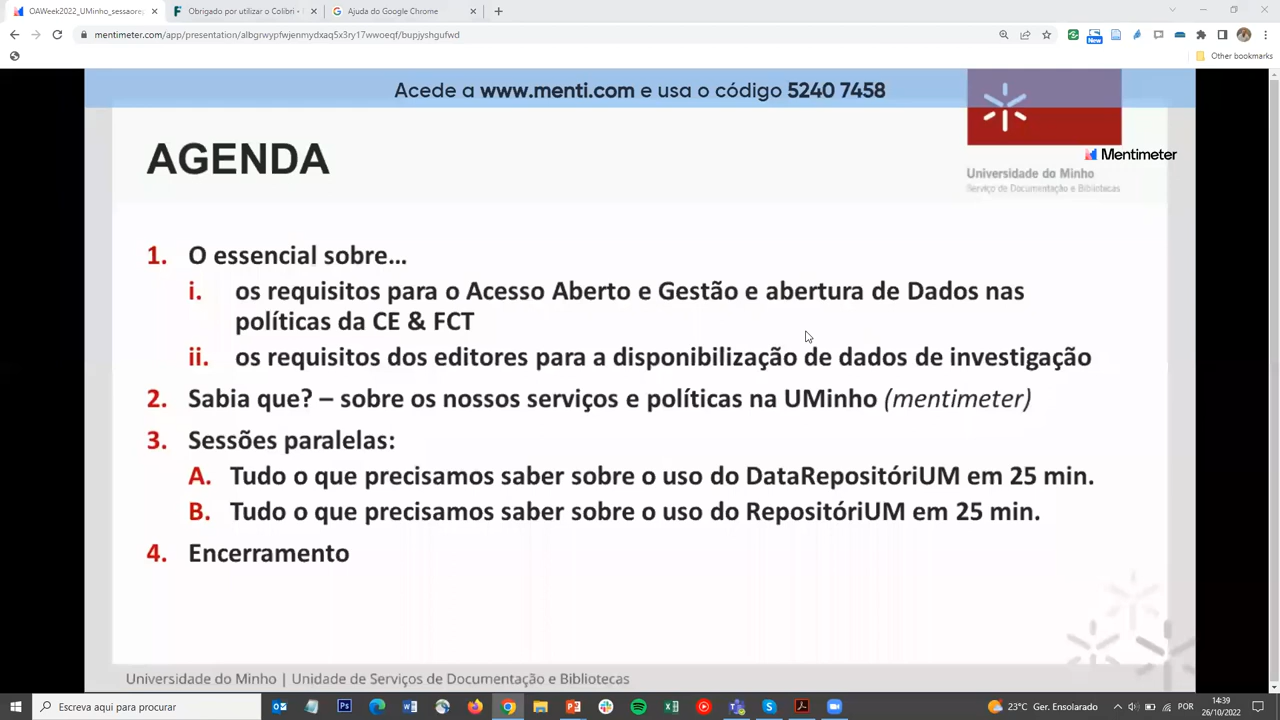 OAWeek2022_UMinho_sessaore
Obrigado por utilizar o Colibri -
Ajuda do Google Chrome
mentimeter.com/app/presentation/albgrwypfwjenmydxaq5x3ry17wwoeqf/bupjyshgufwd
New
Other bookmarks
Acede a www.menti.com e usa o código 5240 7458
Mentimeter
Universidade do Minho
Serviço de Documentação e Bibliotecas
AGENDA
1. O essencial sobre…
i. os requisitos para o Acesso Aberto e Gestão e abertura de Dados nas
políticas da CE & FCT
ii. os requisitos dos editores para a disponibilização de dados de investigação
2. Sabia que? – sobre os nossos serviços e políticas na UMinho (mentimeter)
3. Sessões paralelas:
A. Tudo o que precisamos saber sobre o uso do DataRepositóriUM em 25 min.
B. Tudo o que precisamos saber sobre o uso do RepositóriUM em 25 min.
4. Encerramento
Universidade do Minho | Unidade de Serviços de Documentação e Bibliotecas
Escreva aqui para procurar
23°C Ger. Ensolarado
POR
14:39
26/10/2022